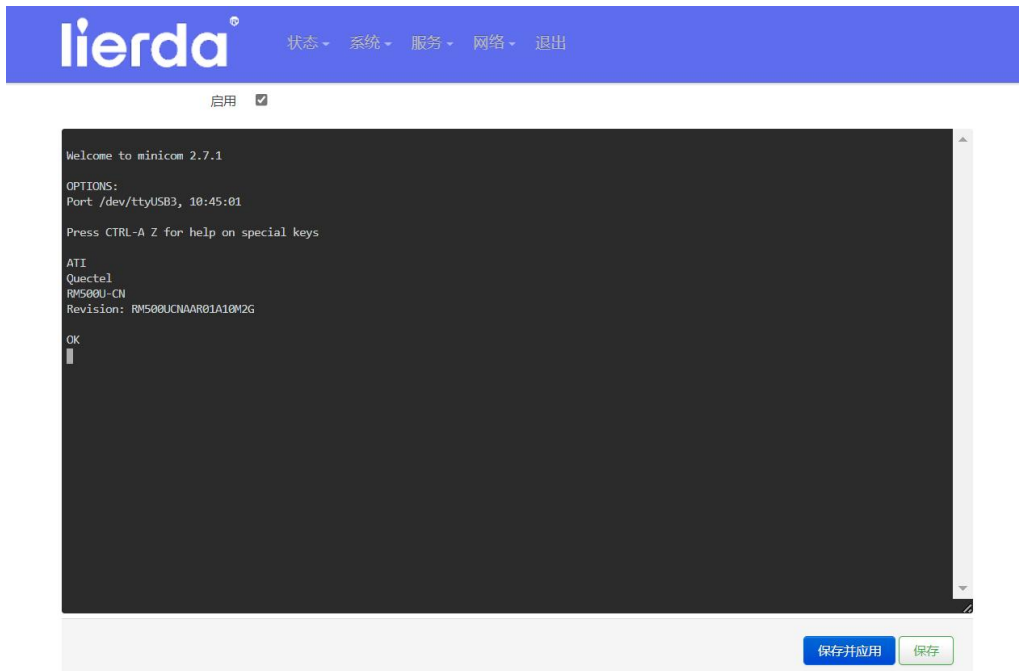 lierda®
状态 系统 服务 网络 退出
启用
Welcome to minicom 2.7.1
OPTIONS:
Port /dev/ttyUSB3, 10:45:01
Press CTRL-A Z for help on special keys
ATI
Quectel
RM500U-CN
Revision: RM500UCNAAR01A10M2G
OK
保存并应用 保存